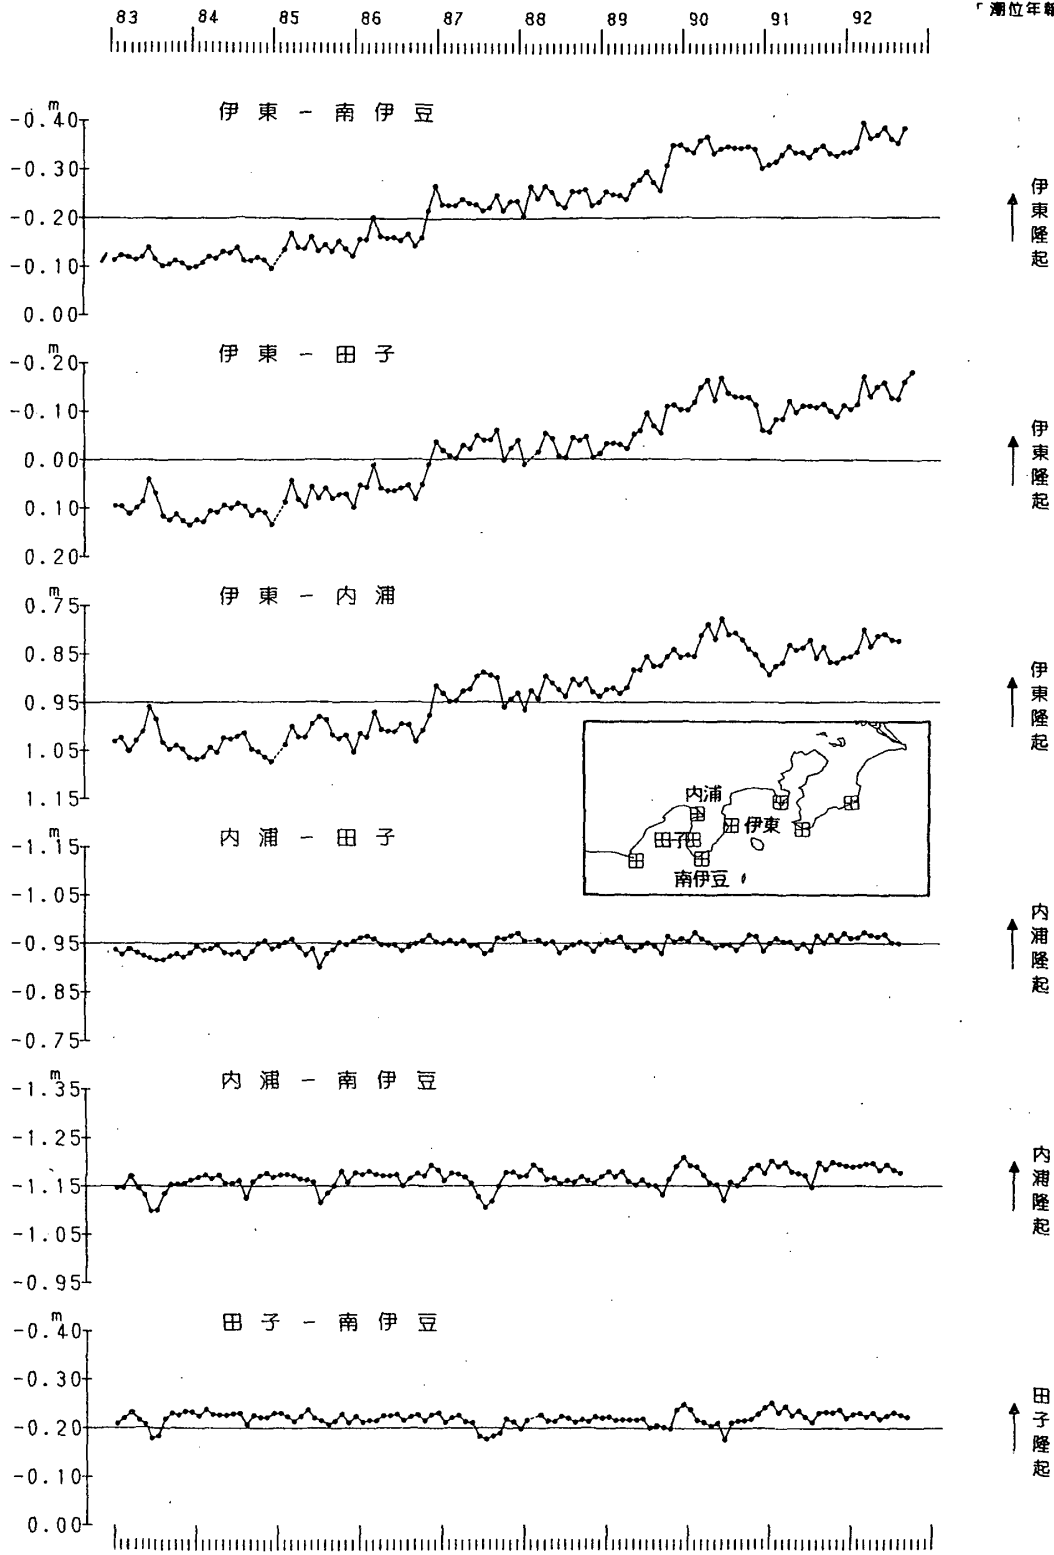 83 84 85 86 87 88 89 90 91 92
「潮位年報
伊東－南伊豆
m
-0.40
-0.30
-0.20
-0.10
0.00
伊東隆起
伊東－田子
m
-0.20
-0.10
0.00
0.10
0.20
伊東隆起
伊東－内浦
m
0.75
0.85
0.95
1.05
1.15
伊東隆起
内浦
田子
伊東
南伊豆
内浦－田子
m
-1.15
-1.05
-0.95
-0.85
-0.75
内浦隆起
内浦－南伊豆
m
-1.35
-1.25
-1.15
-1.05
-0.95
内浦隆起
田子－南伊豆
m
-0.40
-0.30
-0.20
-0.10
0.00
田子隆起